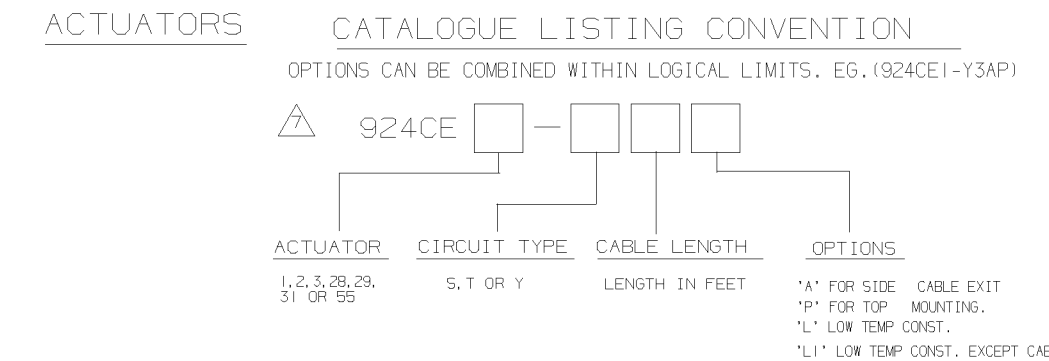 ACTUATORS
CATALOGUE LISTING CONVENTION
OPTIONS CAN BE COMBINED WITHIN LOGICAL LIMITS. EG.(924CE1-Y3AP)
7
924CE -
ACTUATOR
CIRCUIT TYPE
CABLE LENGTH
OPTIONS
1,2,3,28,29,
31 OR 55
S,T OR Y
LENGTH IN FEET
'A' FOR SIDE CABLE EXIT
'P' FOR TOP MOUNTING.
'L' LOW TEMP CONST.
'L1' LOW TEMP CONST. EXCEPT